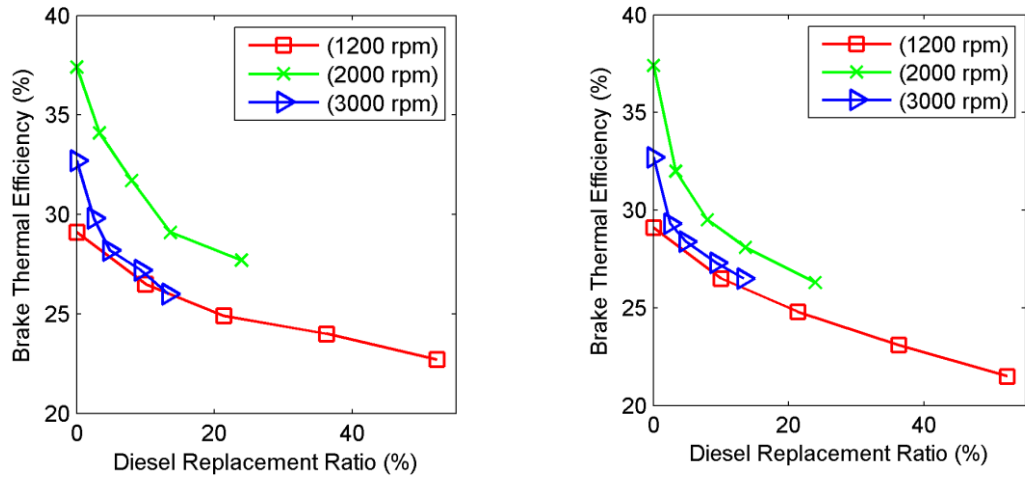 40
35
30
25
20
Brake Thermal Efficiency (%)
(1200 rpm)
(2000 rpm)
(3000 rpm)
0
20
40
Diesel Replacement Ratio (%)
40
35
30
25
20
Brake Thermal Efficiency (%)
(1200 rpm)
(2000 rpm)
(3000 rpm)
0
20
40
Diesel Replacement Ratio (%)